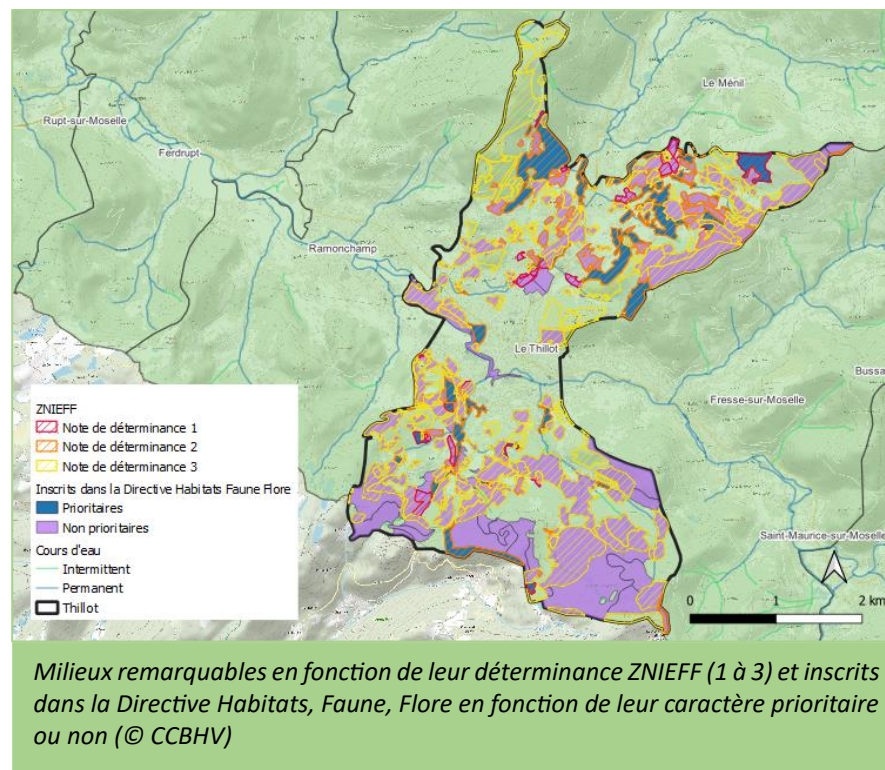 Le Ménil
Rupt-sur-Moselle
Ferdrupt
Ramonchamp
Le Thillot
Bussa
Fresse-sur-Moselle
ZNIEFF
Note de déterminance 1
Note de déterminance 2
Note de déterminance 3
Inscrits dans la Directive Habitats Faune Flore
Prioritaires
Non prioritaires
Cours d'eau
Intermittent
Permanent
Thillot
Saint-Maurice-sur-Moselle
0 1 2 km
Milieux remarquables en fonction de leur déterminance ZNIEFF (1 à 3) et inscrits
dans la Directive Habitats, Faune, Flore en fonction de leur caractère prioritaire
ou non (© CCBHV)